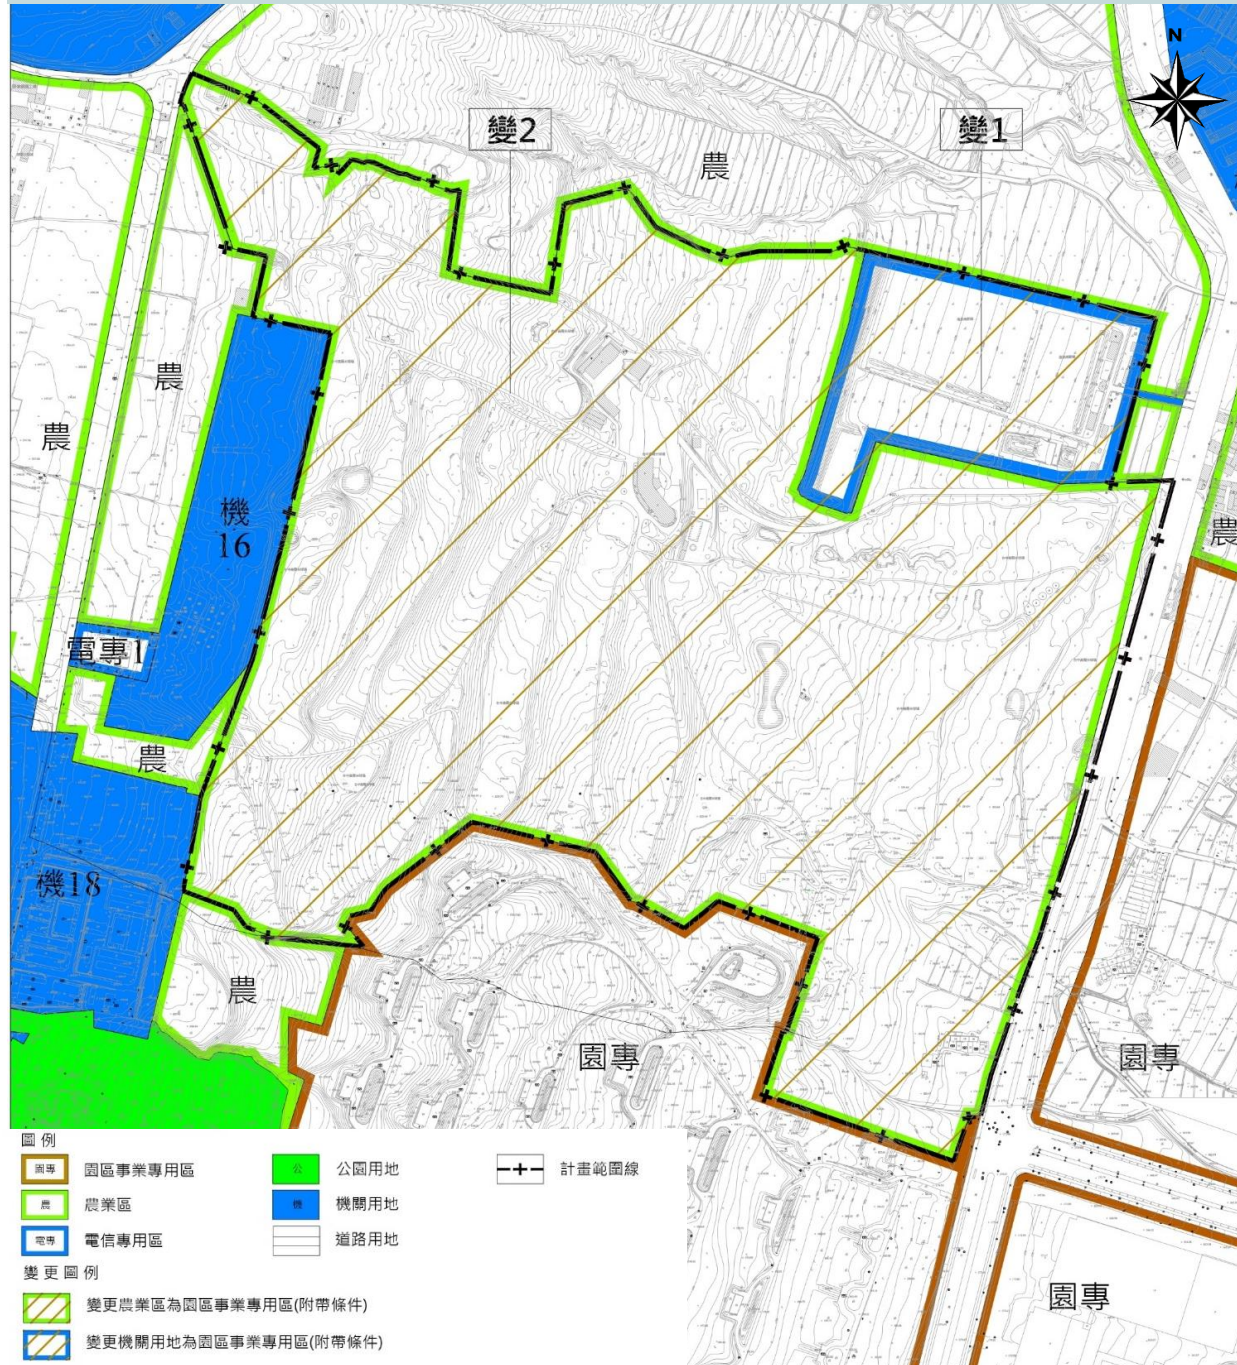 N
變2
變1
農
農
農
機
16
農
電專1
農
機18
農
園專
園專
園專
圖例
園專 園區事業專用區
公 公園用地
計畫範圍線
農 農業區
機 機關用地
電專 電信專用區
道路用地
變更圖例
變更農業區為園區事業專用區(附帶條件)
變更機關用地為園區事業專用區(附帶條件)